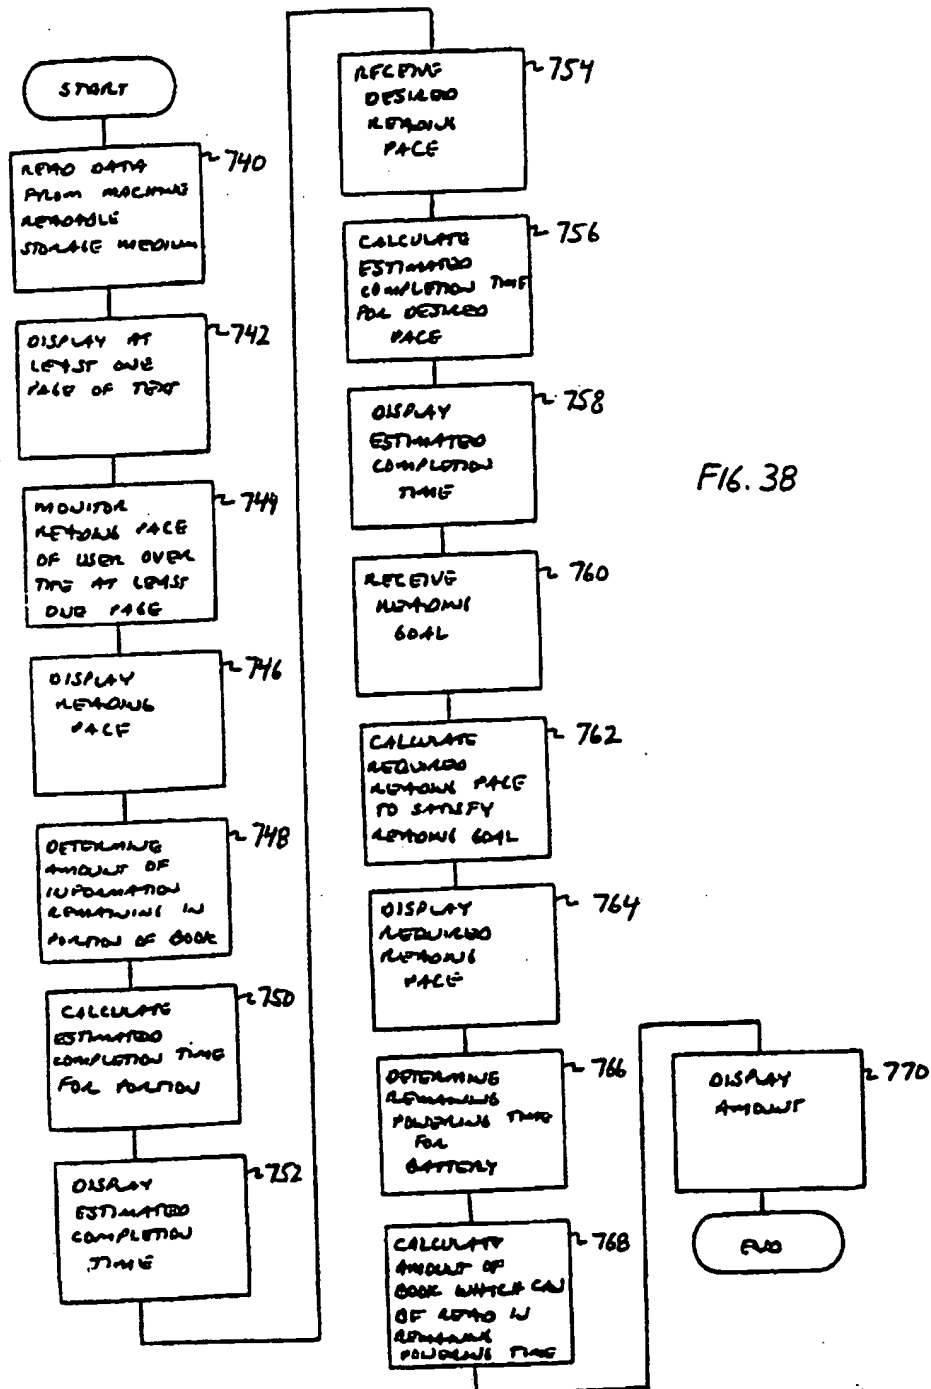 START
740
READ DATA
FROM MACHINE
READABLE
STORAGE MEDIUM
742
DISPLAY AT
LEAST ONE
PAGE OF TEXT
744
MONITOR
READING PACE
OF USER OVER
THE AT LEAST
ONE PAGE
746
DISPLAY
READING
PACE
748
DETERMINE
AMOUNT OF
INFORMATION
REMAINING IN
PORTION OF BOOK
750
CALCULATE
ESTIMATED
COMPLETION TIME
FOR PORTION
752
DISPLAY
ESTIMATED
COMPLETION
TIME
754
RECEIVE
DESIRED
READING
PACE
756
CALCULATE
ESTIMATED
COMPLETION TIME
FOR DESIRED
PACE
758
DISPLAY
ESTIMATED
COMPLETION
TIME
760
RECEIVE
READING
GOAL
762
CALCULATE
REQUIRED
READING PACE
TO SATISFY
READING GOAL
764
DISPLAY
REQUIRED
READING
PACE
766
DETERMINE
REMAINING
POWERING TIME
FOR
BATTERY
768
CALCULATE
AMOUNT OF
BOOK WHICH CAN
BE READ IN
REMAINING
POWERING TIME
770
DISPLAY
AMOUNT
END
FIG. 38